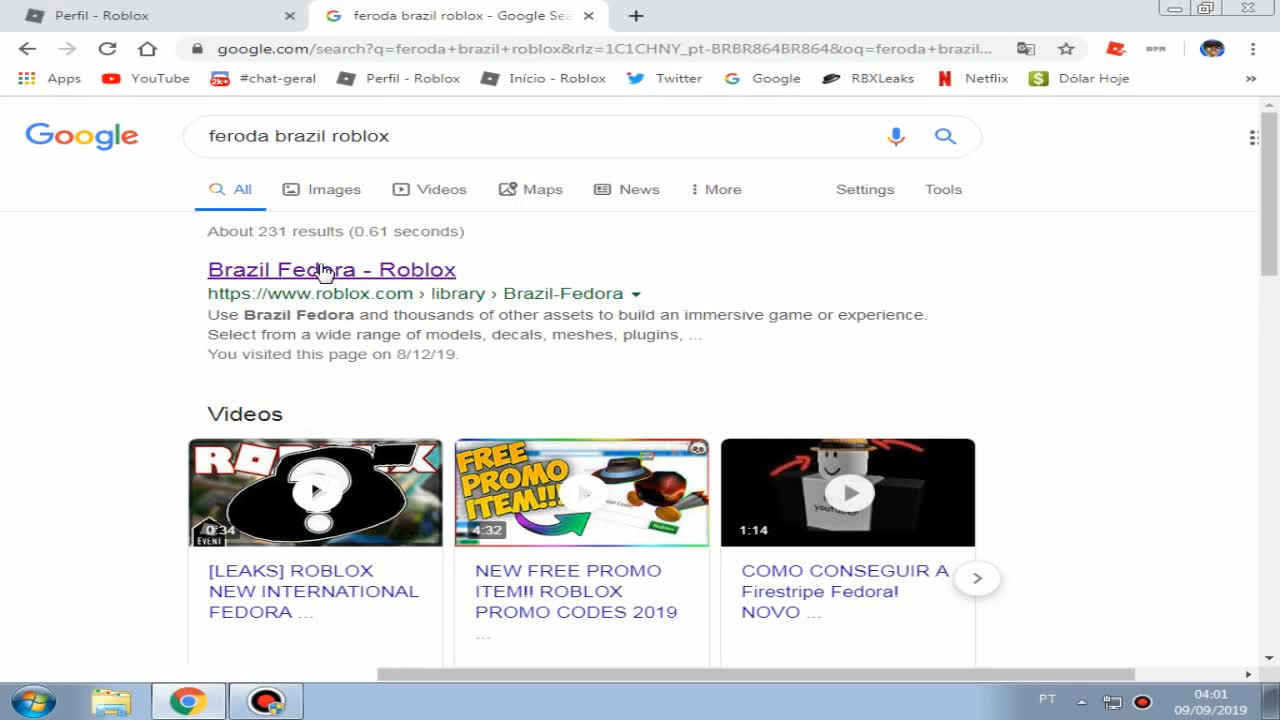 Perfil - Roblox
feroda brazil roblox - Google Sea
google.com/search?q=feroda+brazil+roblox&rlz=1C1CHNY_pt-BRBR864BR864&oq=feroda+brazil...
Apps YouTube #chat-geral Perfil - Roblox Início - Roblox Twitter Google RBXLeaks Netflix Dólar Hoje »
Google
feroda brazil roblox
All Images Videos Maps News More Settings Tools
About 231 results (0.61 seconds)
Brazil Fedora - Roblox
https://www.roblox.com › library › Brazil-Fedora
Use Brazil Fedora and thousands of other assets to build an immersive game or experience.
Select from a wide range of models, decals, meshes, plugins, ...
You visited this page on 8/12/19.
Videos
0:34
EVENT
FREE
PROMO
ITEM!!!
4:32
1:14
[LEAKS] ROBLOX
NEW INTERNATIONAL
FEDORA ...
NEW FREE PROMO
ITEM!! ROBLOX
PROMO CODES 2019
...
COMO CONSEGUIR A
Firestripe Fedora!
NOVO ...
PT
04:01
09/09/2019